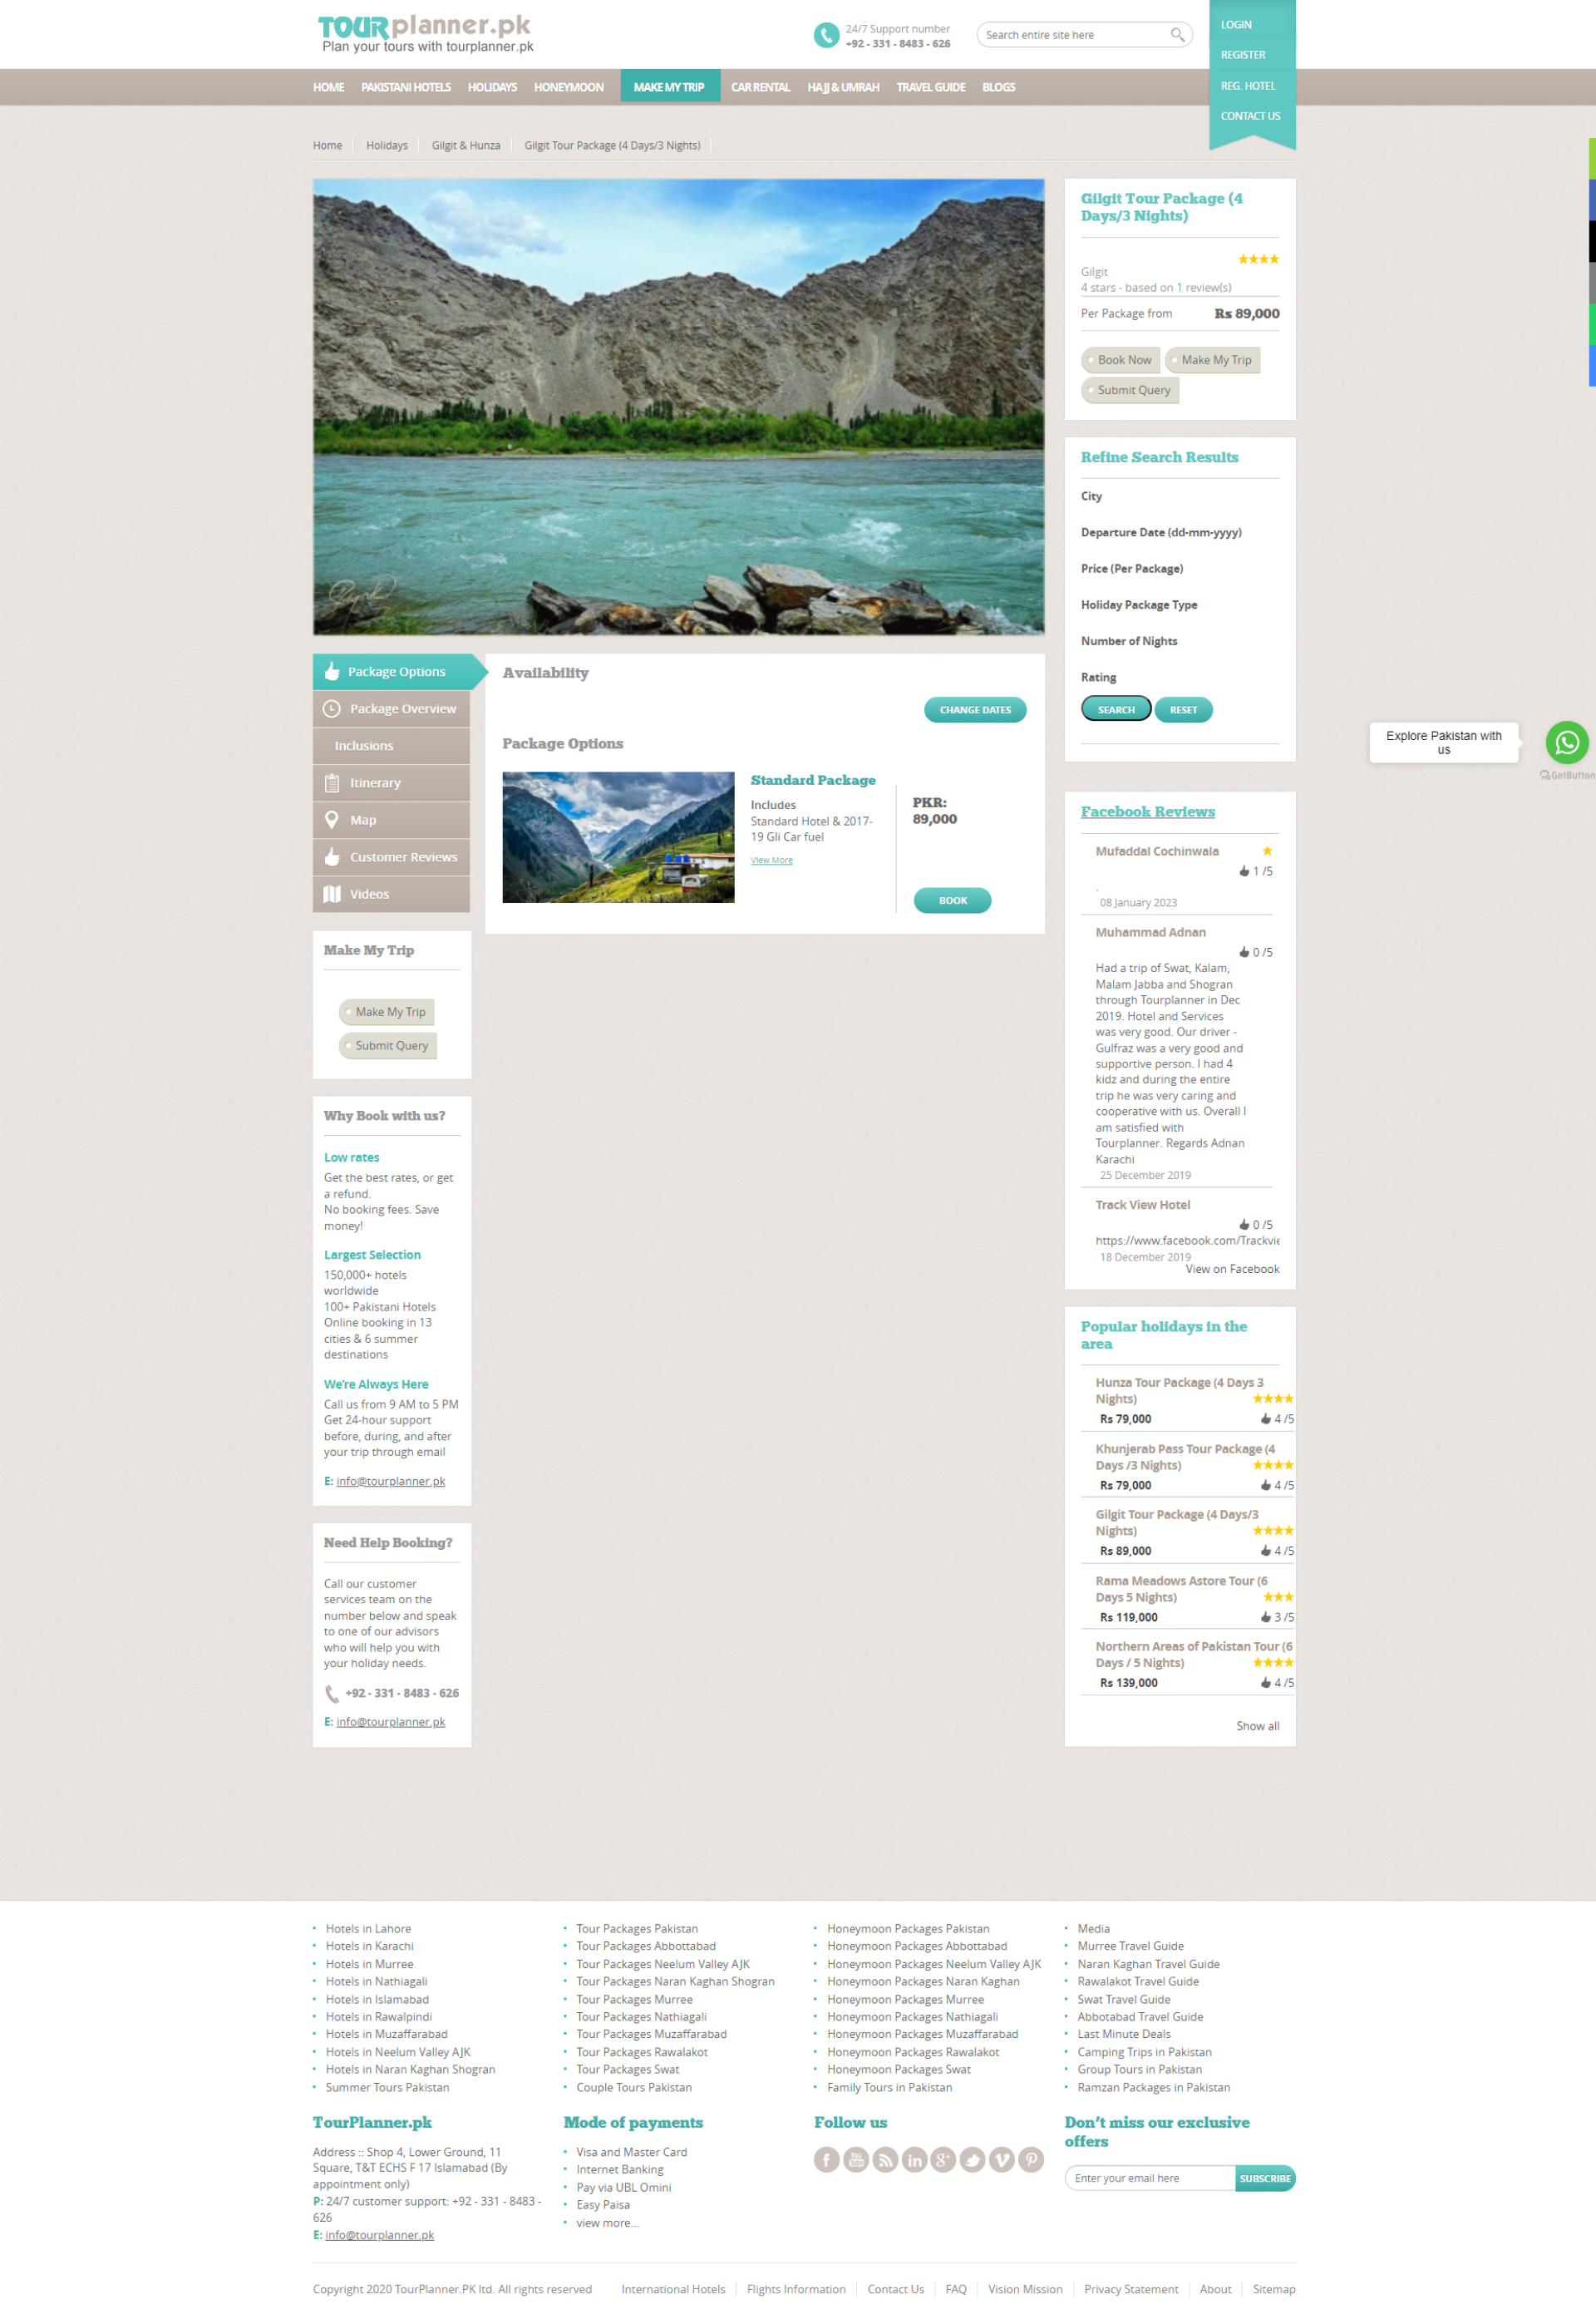 TOURplanner.pk
Plan your tours with tourplanner.pk
24/7 Support number
+92 - 331 - 8483 - 626
Search entire site here
LOGIN
REGISTER
REG. HOTEL
CONTACT US
HOME PAKISTANI HOTELS HOLIDAYS HONEYMOON MAKE MY TRIP CAR RENTAL HAJJ & UMRAH TRAVEL GUIDE BLOGS
Home Holidays Gilgit & Hunza Gilgit Tour Package (4 Days/3 Nights)
Gilgit Tour Package (4
Days/3 Nights)
Gilgit
4 stars - based on 1 review(s)
Per Package from Rs 89,000
Book Now Make My Trip
Submit Query
Refine Search Results
City
Departure Date (dd-mm-yyyy)
Price (Per Package)
Holiday Package Type
Number of Nights
Rating
SEARCH RESET
Package Options
Package Overview
Inclusions
Itinerary
Map
Customer Reviews
Videos
Availability
CHANGE DATES
Package Options
Standard Package
Includes
Standard Hotel & 2017-
19 Gli Car fuel
View More
PKR:
89,000
BOOK
Explore Pakistan with
us
GetButton
Make My Trip
Make My Trip
Submit Query
Why Book with us?
Low rates
Get the best rates, or get
a refund.
No booking fees. Save
money!
Largest Selection
150,000+ hotels
worldwide
100+ Pakistani Hotels
Online booking in 13
cities & 6 summer
destinations
We're Always Here
Call us from 9 AM to 5 PM
Get 24-hour support
before, during, and after
your trip through email
E: info@tourplanner.pk
Need Help Booking?
Call our customer
services team on the
number below and speak
to one of our advisors
who will help you with
your holiday needs.
+92 - 331 - 8483 - 626
E: info@tourplanner.pk
Facebook Reviews
Mufaddal Cochinwala
1 /5
.
08 January 2023
Muhammad Adnan
0 /5
Had a trip of Swat, Kalam,
Malam Jabba and Shogran
through Tourplanner in Dec
2019. Hotel and Services
was very good. Our driver -
Gulfraz was a very good and
supportive person. I had 4
kidz and during the entire
trip he was very caring and
cooperative with us. Overall I
am satisfied with
Tourplanner. Regards Adnan
Karachi
25 December 2019
Track View Hotel
0 /5
https://www.facebook.com/Trackvie
18 December 2019
View on Facebook
Popular holidays in the
area
Hunza Tour Package (4 Days 3
Nights)
Rs 79,000 4 /5
Khunjerab Pass Tour Package (4
Days /3 Nights)
Rs 79,000 4 /5
Gilgit Tour Package (4 Days/3
Nights)
Rs 89,000 4 /5
Rama Meadows Astore Tour (6
Days 5 Nights)
Rs 119,000 3 /5
Northern Areas of Pakistan Tour (6
Days / 5 Nights)
Rs 139,000 4 /5
Show all
Hotels in Lahore
Hotels in Karachi
Hotels in Murree
Hotels in Nathiagali
Hotels in Islamabad
Hotels in Rawalpindi
Hotels in Muzaffarabad
Hotels in Neelum Valley AJK
Hotels in Naran Kaghan Shogran
Summer Tours Pakistan
Tour Packages Pakistan
Tour Packages Abbottabad
Tour Packages Neelum Valley AJK
Tour Packages Naran Kaghan Shogran
Tour Packages Murree
Tour Packages Nathiagali
Tour Packages Muzaffarabad
Tour Packages Rawalakot
Tour Packages Swat
Couple Tours Pakistan
Honeymoon Packages Pakistan
Honeymoon Packages Abbottabad
Honeymoon Packages Neelum Valley AJK
Honeymoon Packages Naran Kaghan
Honeymoon Packages Murree
Honeymoon Packages Nathiagali
Honeymoon Packages Muzaffarabad
Honeymoon Packages Rawalakot
Honeymoon Packages Swat
Family Tours in Pakistan
Media
Murree Travel Guide
Naran Kaghan Travel Guide
Rawalakot Travel Guide
Swat Travel Guide
Abbotabad Travel Guide
Last Minute Deals
Camping Trips in Pakistan
Group Tours in Pakistan
Ramzan Packages in Pakistan
TourPlanner.pk
Address :: Shop 4, Lower Ground, 11
Square, T&T ECHS F 17 Islamabad (By
appointment only)
P: 24/7 customer support: +92 - 331 - 8483 -
626
E: info@tourplanner.pk
Mode of payments
Visa and Master Card
Internet Banking
Pay via UBL Omini
Easy Paisa
view more...
Follow us
Don't miss our exclusive
offers
Enter your email here SUBSCRIBE
Copyright 2020 TourPlanner.PK ltd. All rights reserved International Hotels Flights Information Contact Us FAQ Vision Mission Privacy Statement About Sitemap